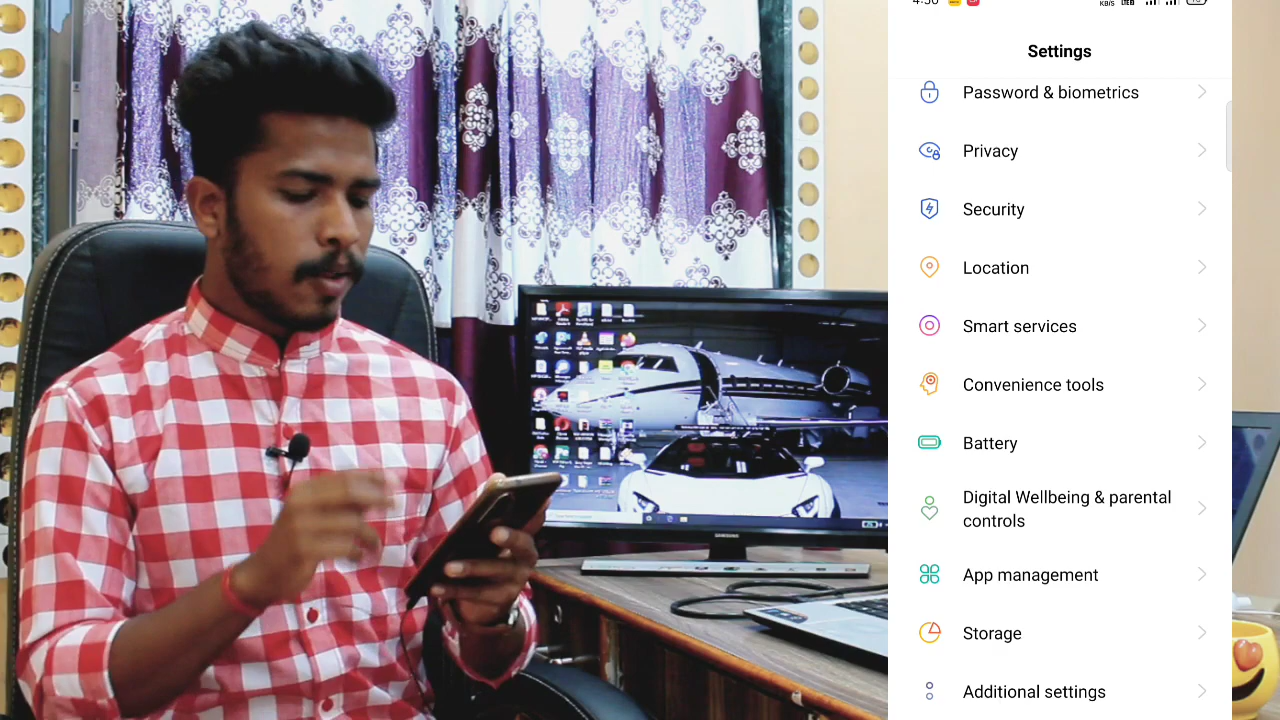 Settings
Password & biometrics
Privacy
Security
Location
Smart services
Convenience tools
Battery
Digital Wellbeing & parental
controls
App management
Storage
Additional settings
SAMSUNG